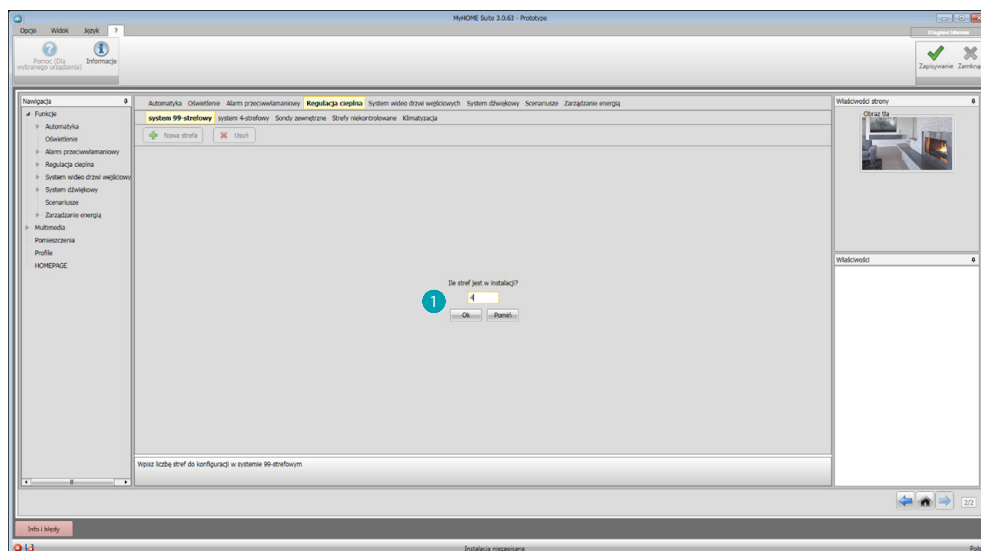 MyHOME Suite 3.0.63 - Prototype
Opcje Widok Język ?
Pomoc (Dla
wybranego urządzenia)
Informacje
Zapisywanie Zamkną
Nawigacja
Funkcje
Automatyka
Oświetlenie
Alarm przeciwwłamaniowy
Regulacja cieplna
System wideo drzwi wejściowy
System dźwiękowy
Scenariusze
Zarządzanie energią
Multimedia
Pomieszczenia
Profile
HOMEPAGE
Automatyka Oświetlenie Alarm przeciwwłamaniowy Regulacja cieplna System wideo drzwi wejściowych System dźwiękowy Scenariusze Zarządzanie energią
system 99-strefowy system 4-strefowy Sondy zewnętrzne Strefy niekontrolowane Klimatyzacja
Nowa strefa Usuń
Ile stref jest w instalacji?
1
4
Ok Pomiń
Wpisz liczbę stref do konfiguracji w systemie 99-strefowym
Właściwości strony
Obraz tła
Właściwości
2/2
Info i błędy
Instalacja niezapisana